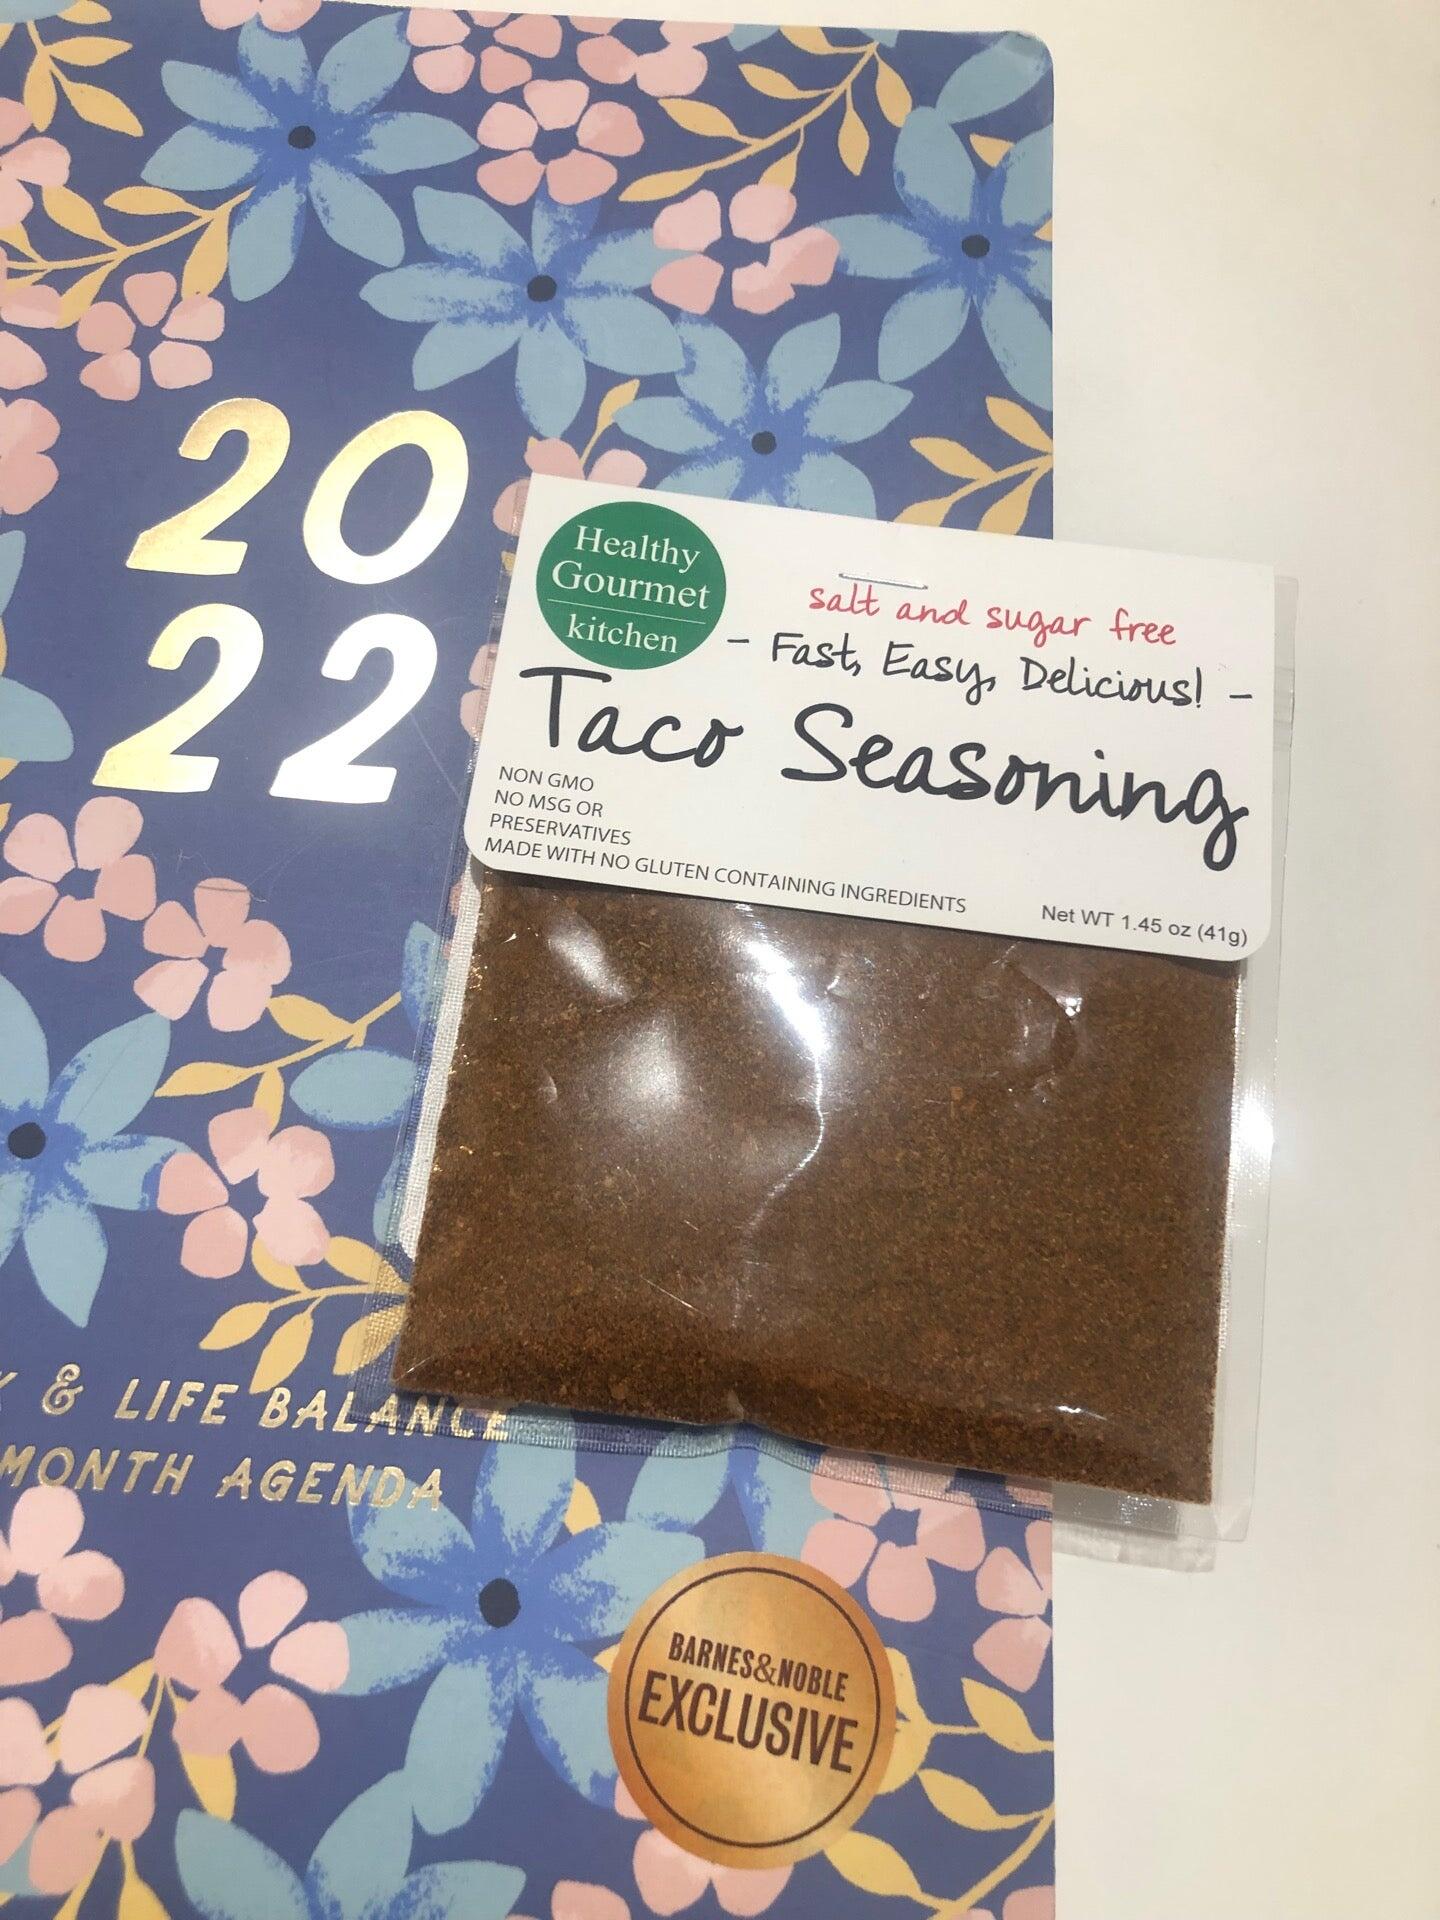 20
22
Healthy
Gourmet
kitchen
salt and sugar free
- Fast, Easy, Delicious! -
Taco Seasoning
NON GMO
NO MSG OR
PRESERVATIVES
MADE WITH NO GLUTEN CONTAINING INGREDIENTS
Net WT 1.45 oz (41g)
& LIFE BALANCE
MONTH AGENDA
BARNES&NOBLE
EXCLUSIVE